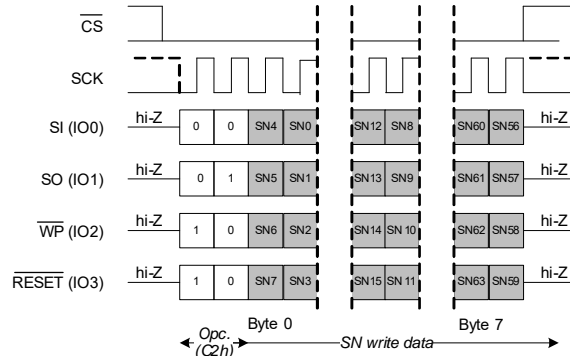 CS
SCK
SI (IO0) hi-Z 0 0 SN4 SN0 SN12 SN8 SN60 SN56 hi-Z
SO (IO1) hi-Z 0 1 SN5 SN1 SN13 SN9 SN61 SN57 hi-Z
WP (IO2) hi-Z 1 0 SN6 SN2 SN14 SN 10 SN62 SN58 hi-Z
RESET (IO3) hi-Z 1 0 SN7 SN3 SN15 SN 11 SN63 SN59 hi-Z
Byte 0 Byte 7
Opc.
(C2h)
SN write data